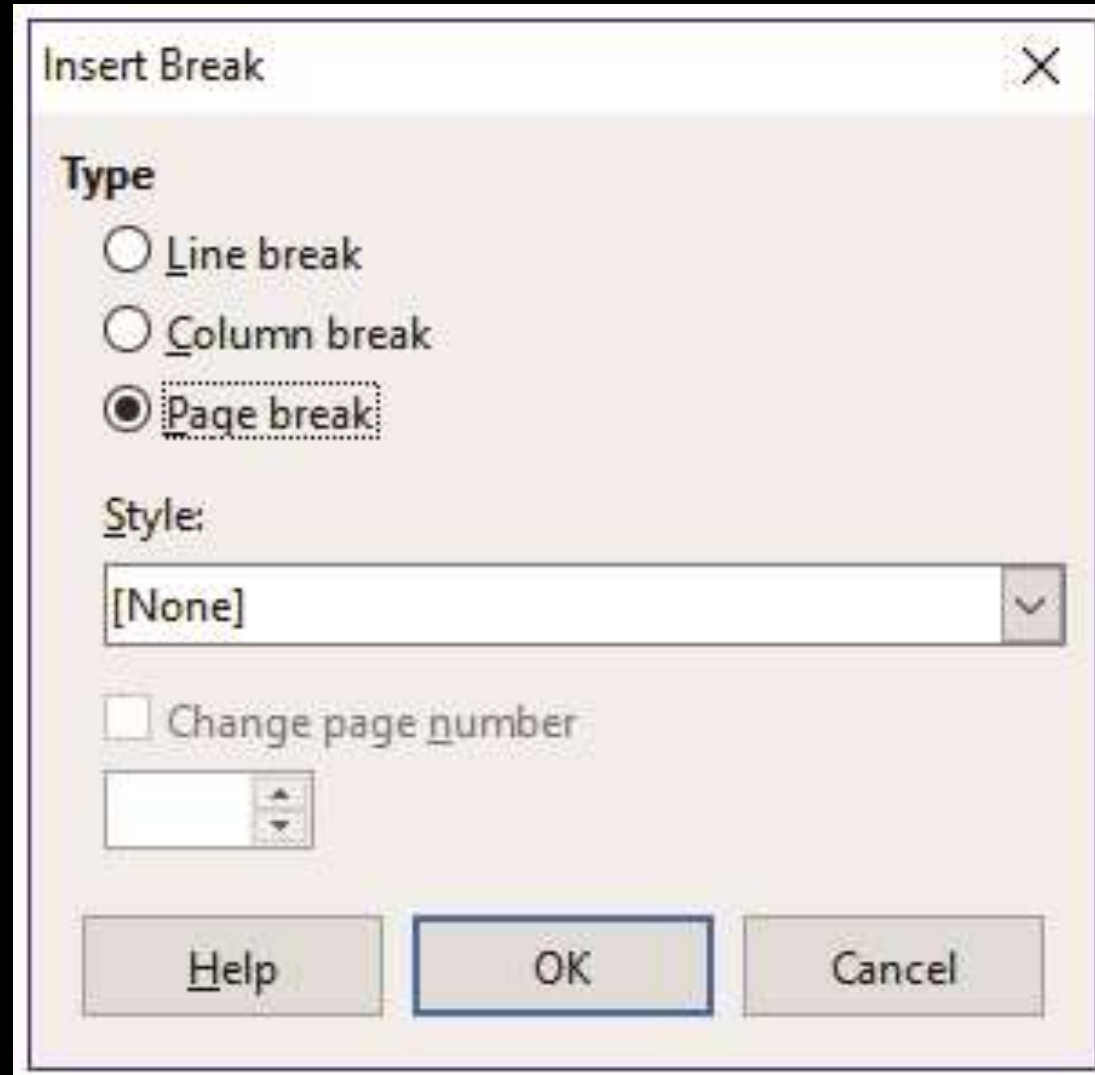 Insert Break
Type
Line break
Column break
Page break
Style:
[None]
Change page number
Help
OK
Cancel